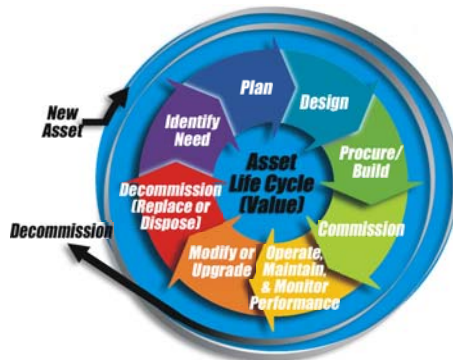 Plan
Design
New
Asset
Identify
Need
Procure/
Build
Asset
Life Cycle
(Value)
Decommission
(Replace or
Dispose)
Commission
Decommission
Modify or
Upgrade
Operate,
Maintain,
& Monitor
Performance